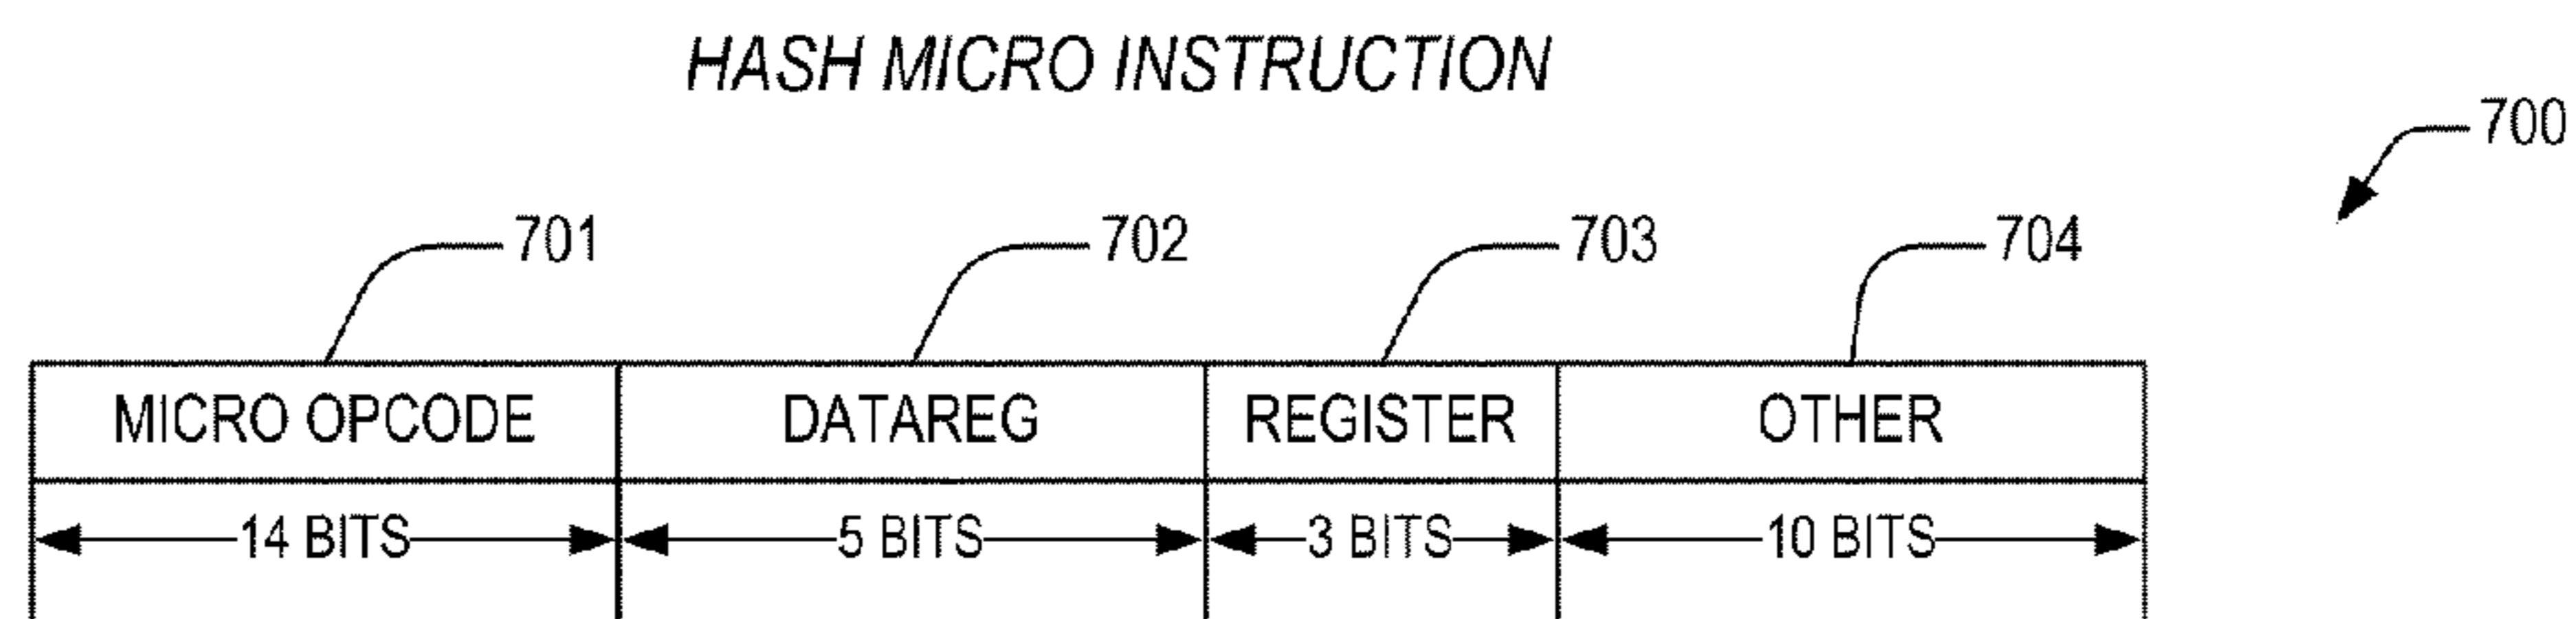 HASH MICRO INSTRUCTION
700
701 702 703 704
MICRO OPCODE DATAREG REGISTER OTHER
14 BITS 5 BITS 3 BITS 10 BITS